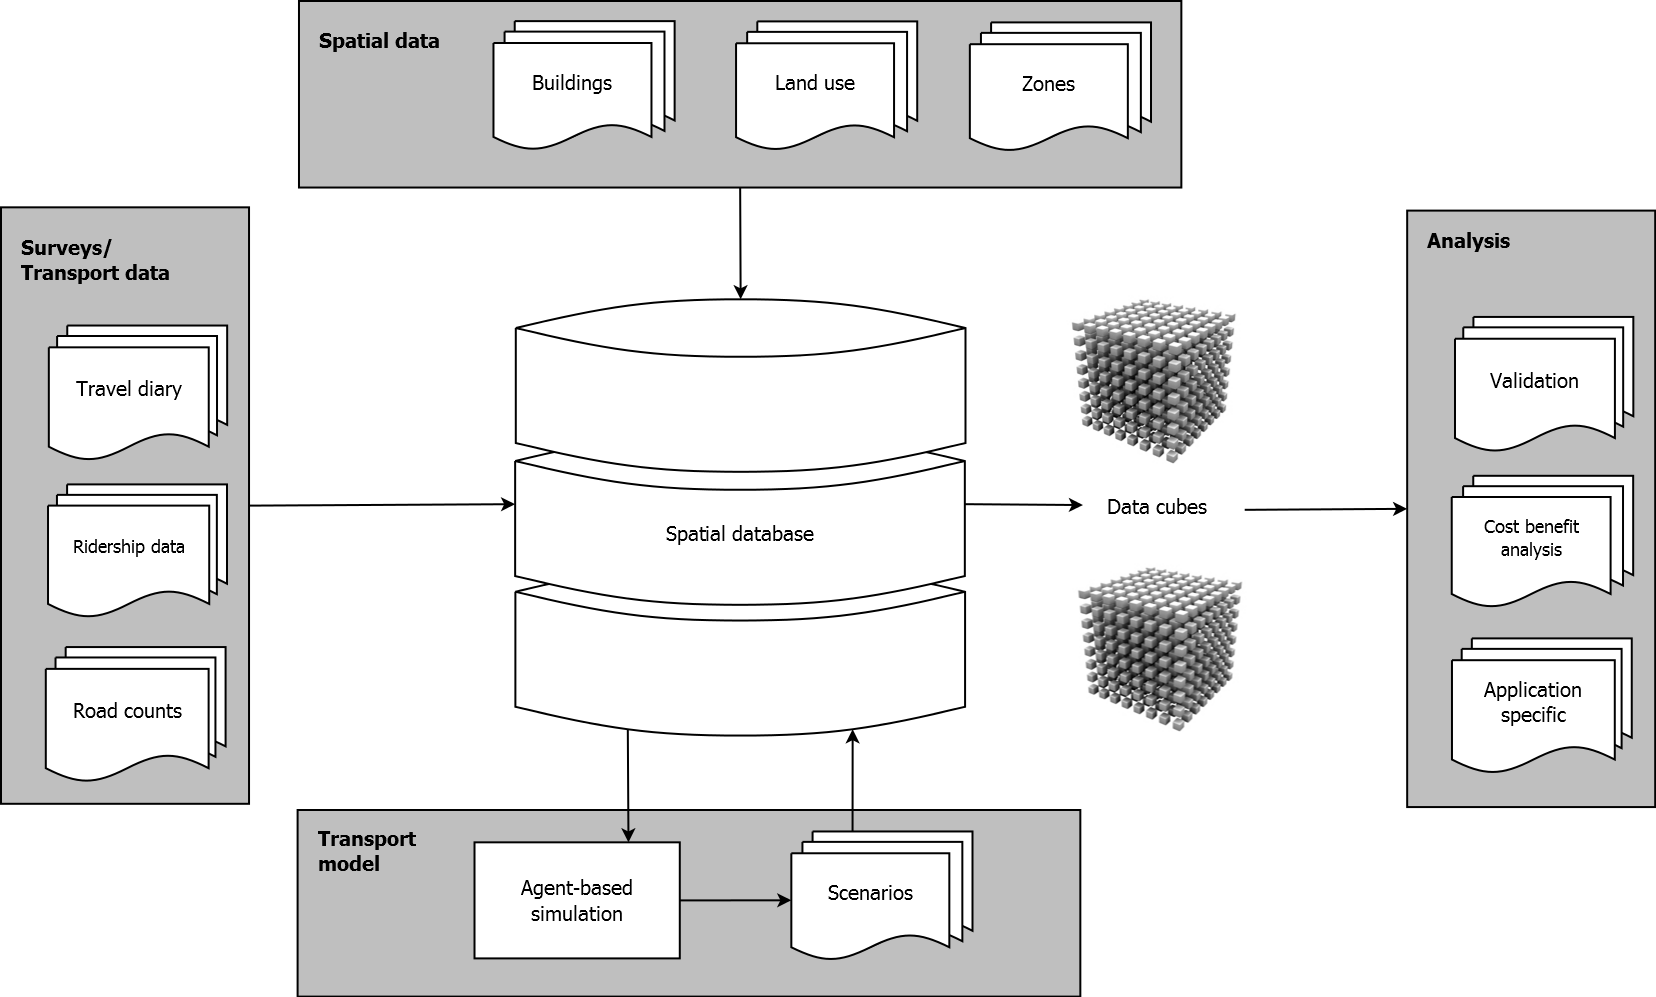 Spatial data
Buildings
Land use
Zones
Surveys/
Transport data
Travel diary
Ridership data
Road counts
Spatial database
Data cubes
Analysis
Validation
Cost benefit
analysis
Application
specific
Transport
model
Agent-based
simulation
Scenarios